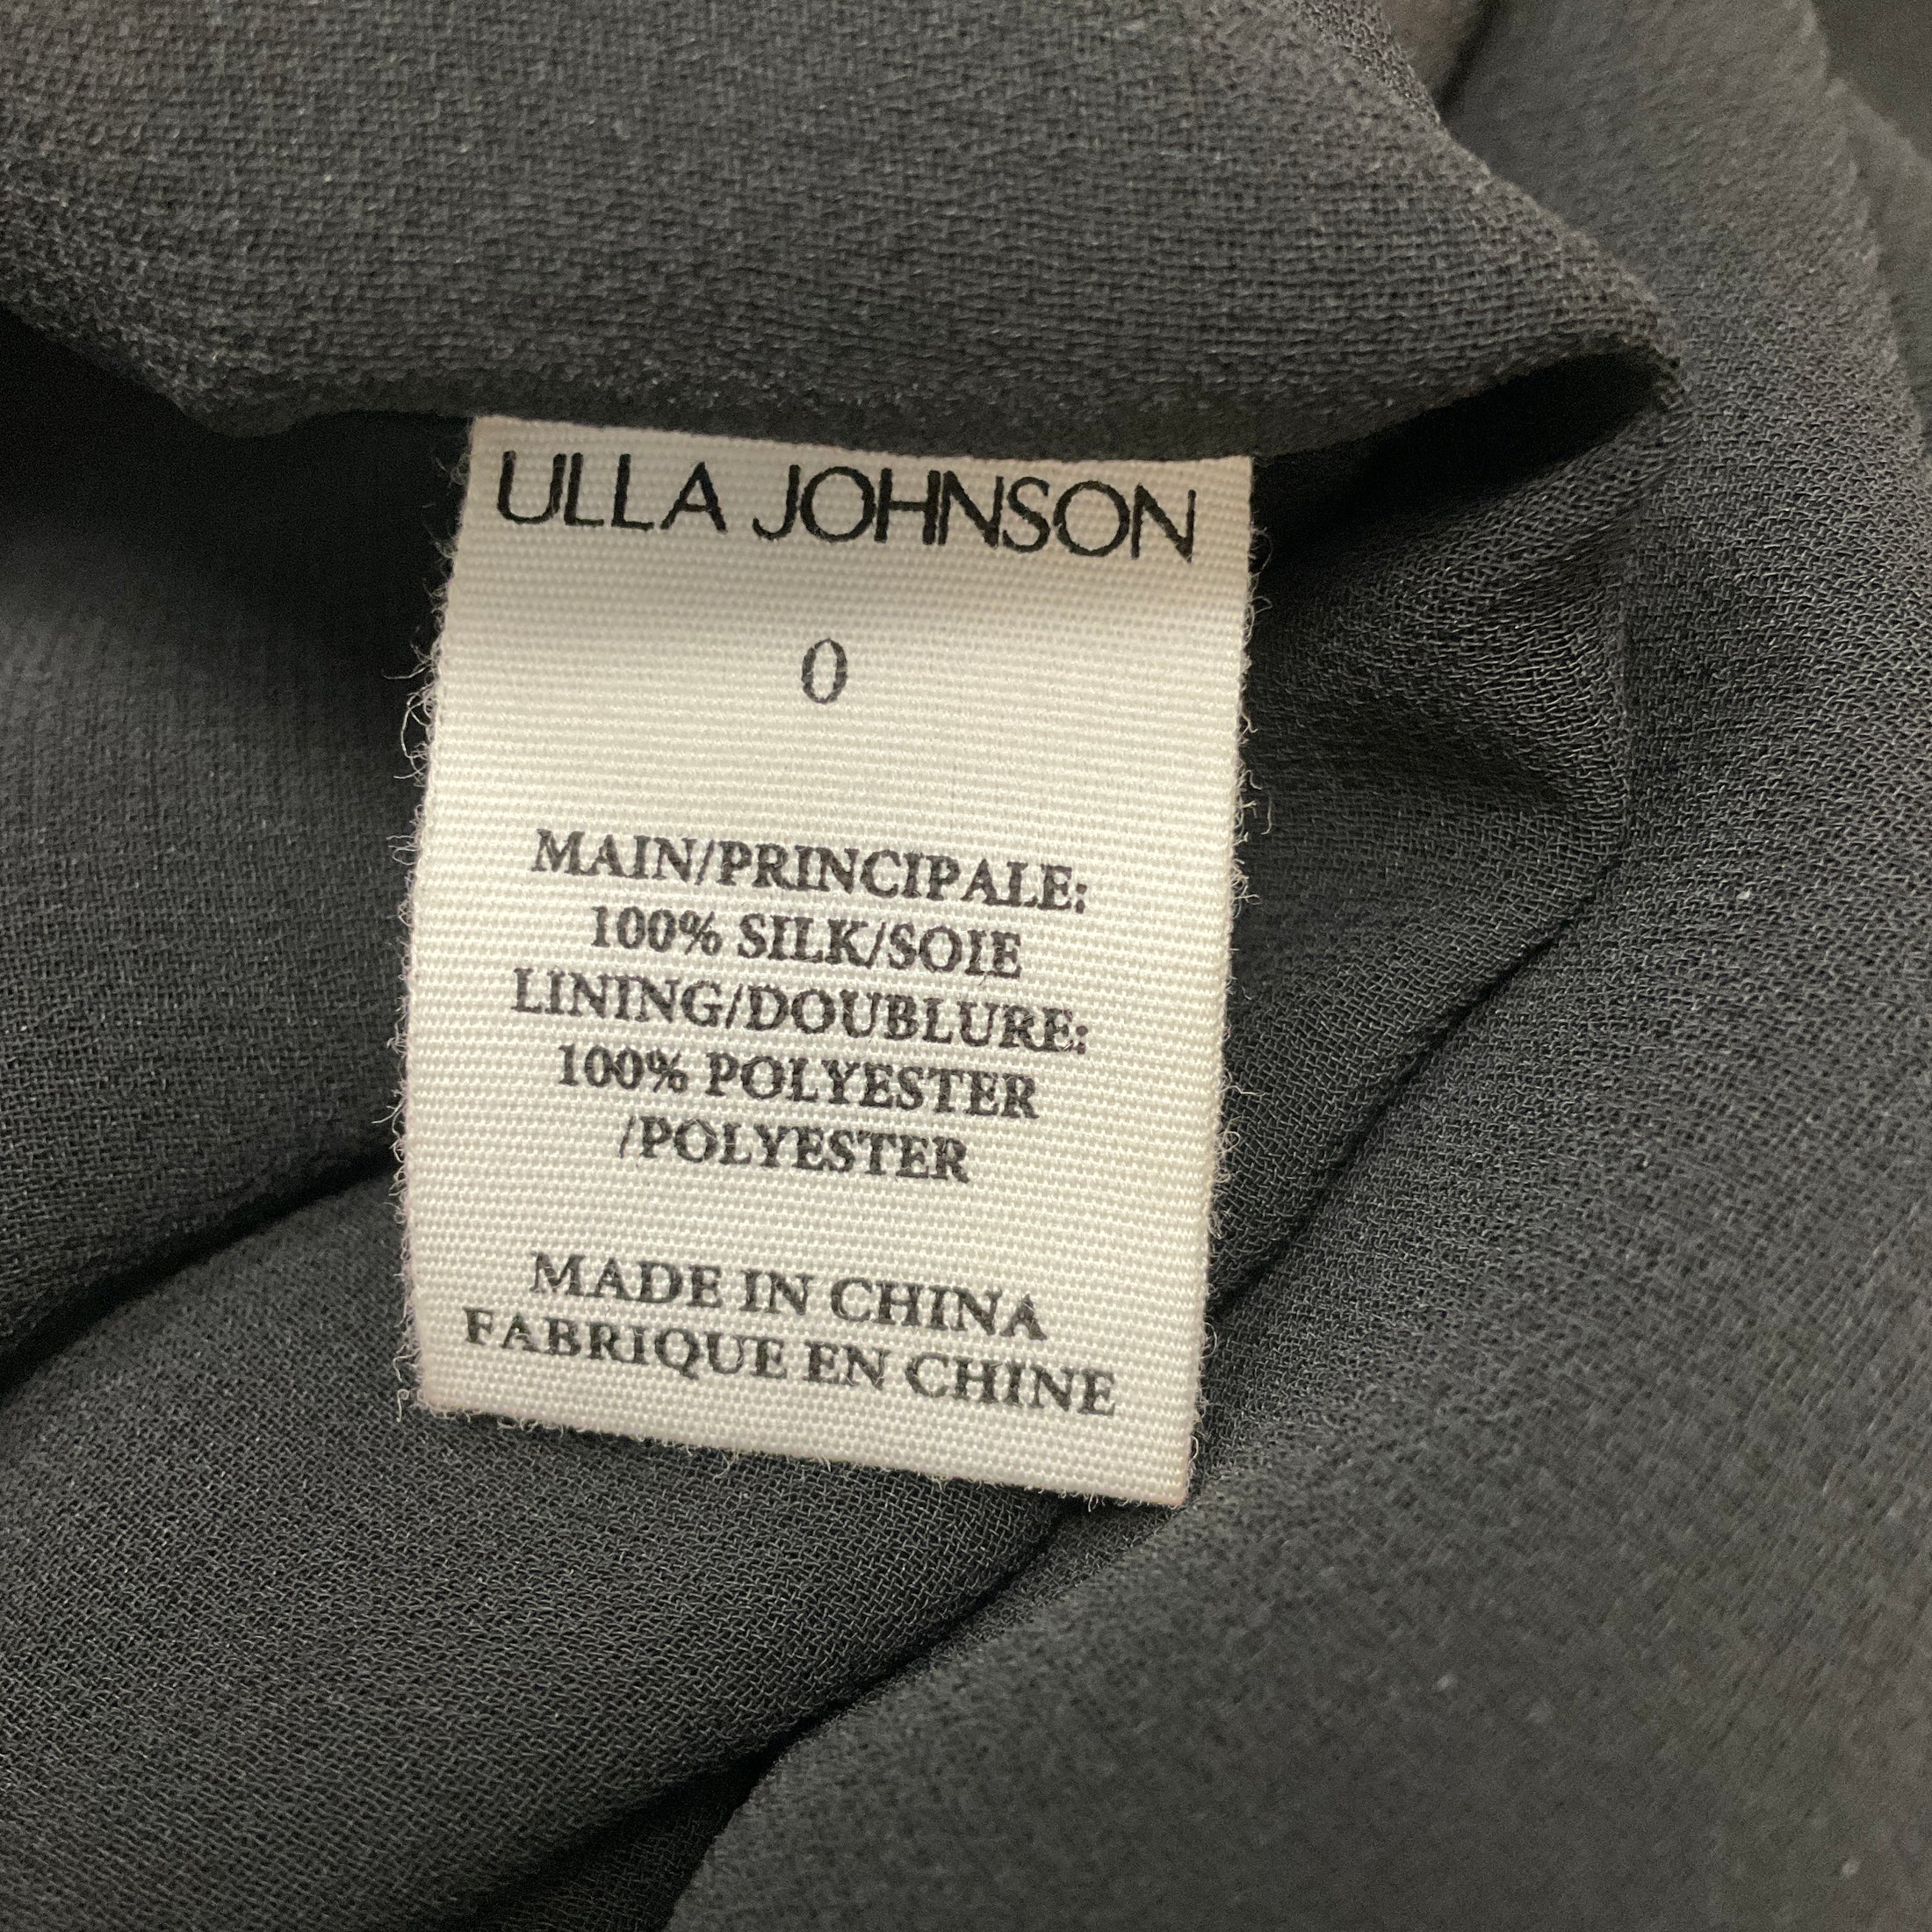 ULLA JOHNSON
0
MAIN/PRINCIPALE:
100% SILK/SOIE
LINING/DOUBLURE:
100% POLYESTER
/POLYESTER
MADE IN CHINA
FABRIQUE EN CHINE